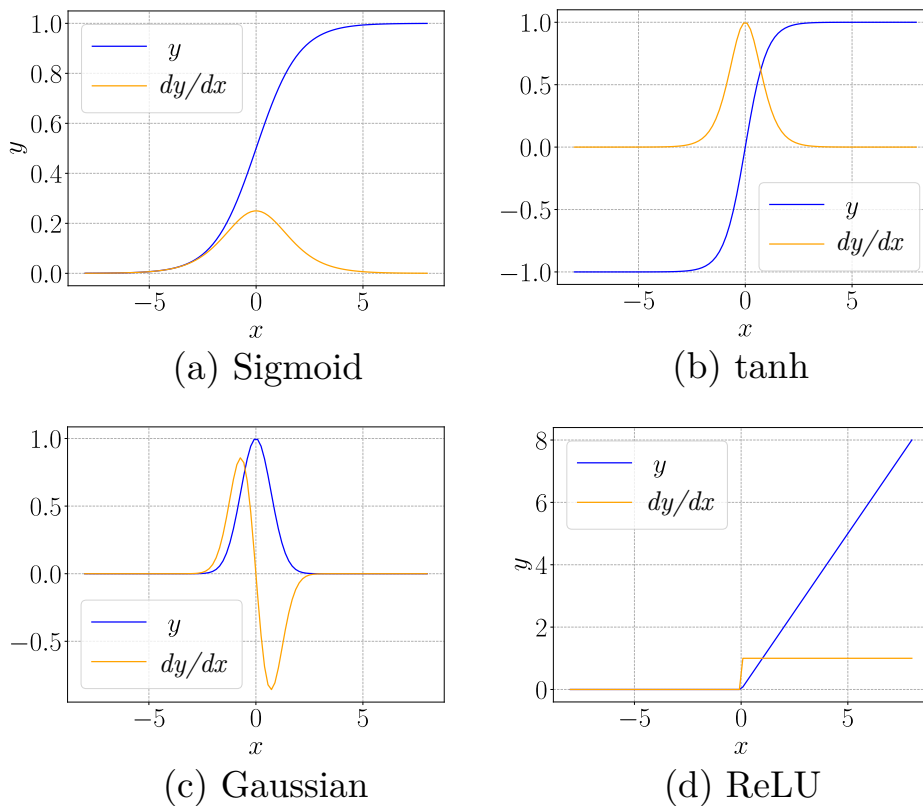 1.0
0.8
0.6
0.4
0.2
0.0
y
y
dy/dx
−5
0
5
x
(a) Sigmoid
1.0
0.5
0.0
−0.5
−1.0
y
dy/dx
−5
0
5
x
(b) tanh
1.0
0.5
0.0
−0.5
y
dy/dx
−5
0
5
x
(c) Gaussian
8
6
4
2
0
y
y
dy/dx
−5
0
5
x
(d) ReLU